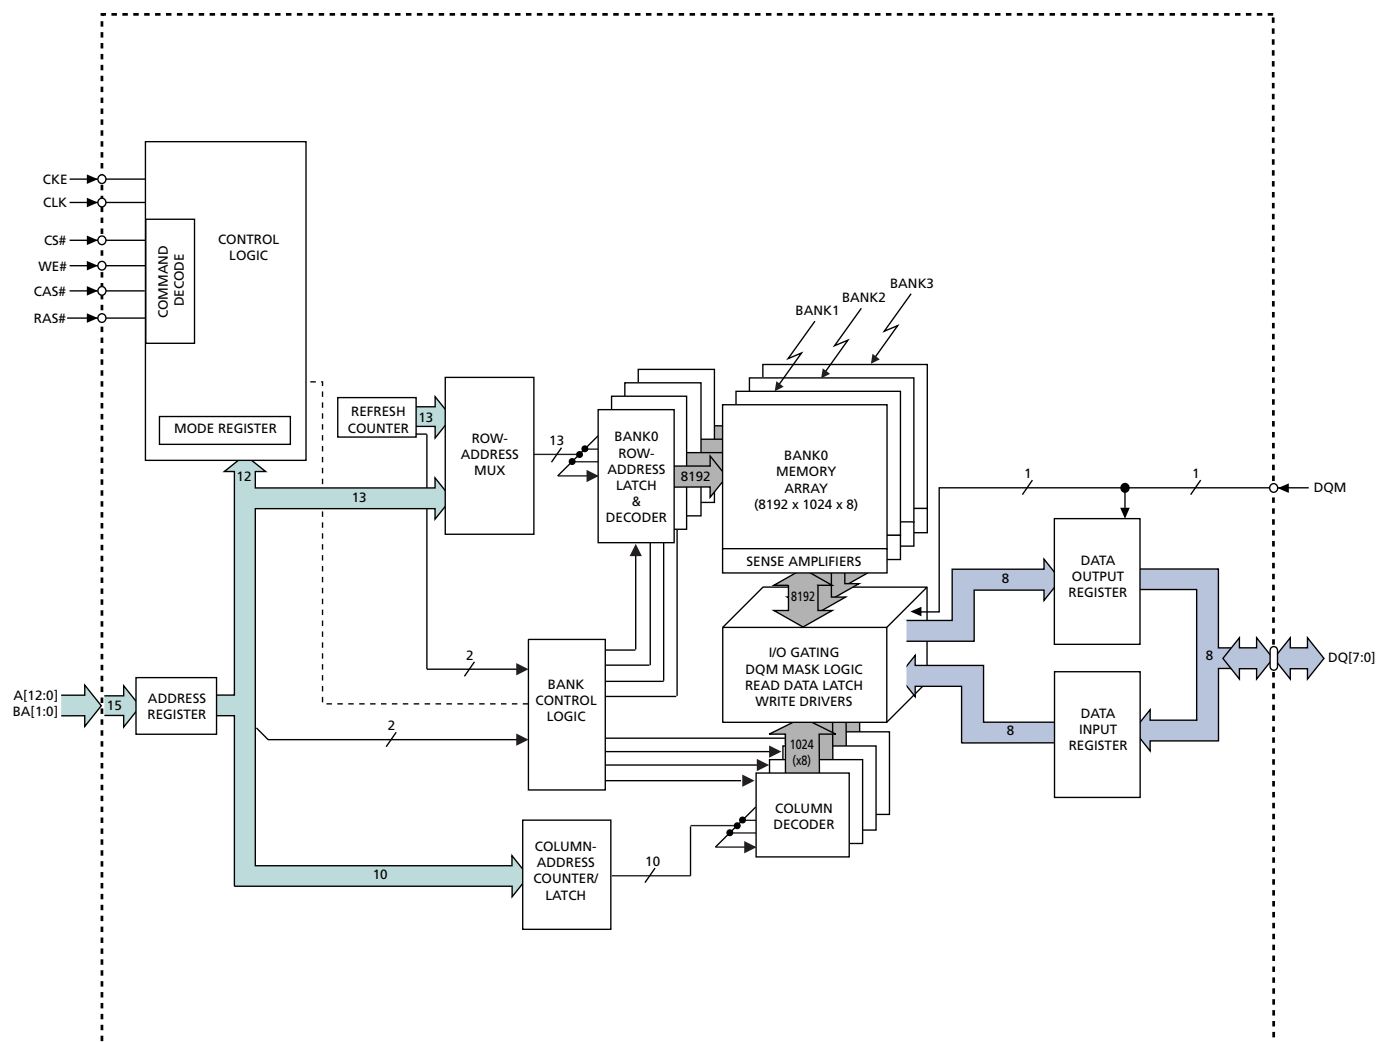 CKE
CLK
CS#
WE#
CAS#
RAS#
COMMAND
DECODE
CONTROL
LOGIC
MODE REGISTER
12
13
REFRESH
COUNTER
13
ROW-
ADDRESS
MUX
13
BANK0
ROW-
ADDRESS
LATCH
&
DECODER
8192
BANK1
BANK2
BANK3
BANK0
MEMORY
ARRAY
(8192 x 1024 x 8)
SENSE AMPLIFIERS
8192
I/O GATING
DQM MASK LOGIC
READ DATA LATCH
WRITE DRIVERS
1
1
DQM
8
DATA
OUTPUT
REGISTER
8
DQ[7:0]
8
DATA
INPUT
REGISTER
A[12:0]
BA[1:0]
15
ADDRESS
REGISTER
2
2
BANK
CONTROL
LOGIC
1024
(x8)
COLUMN
DECODER
10
COLUMN-
ADDRESS
COUNTER/
LATCH
10